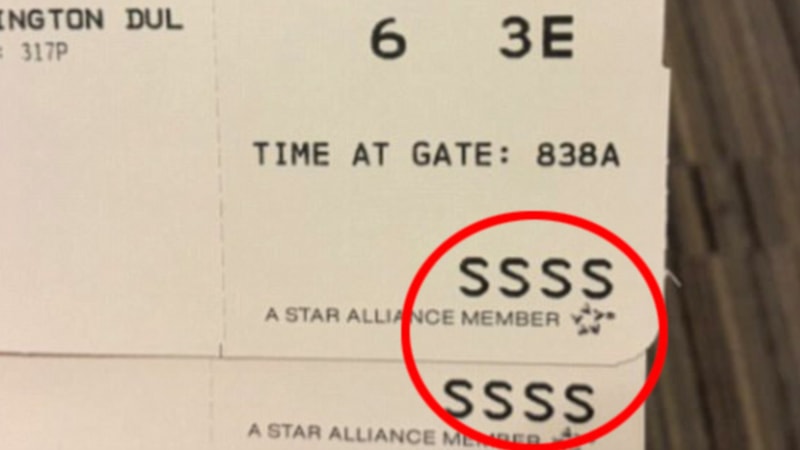 INGTON DUL
: 317P
6 3E
TIME AT GATE: 838A
SSSS
A STAR ALLIANCE MEMBER
SSSS
A STAR ALLIANCE MEMBER